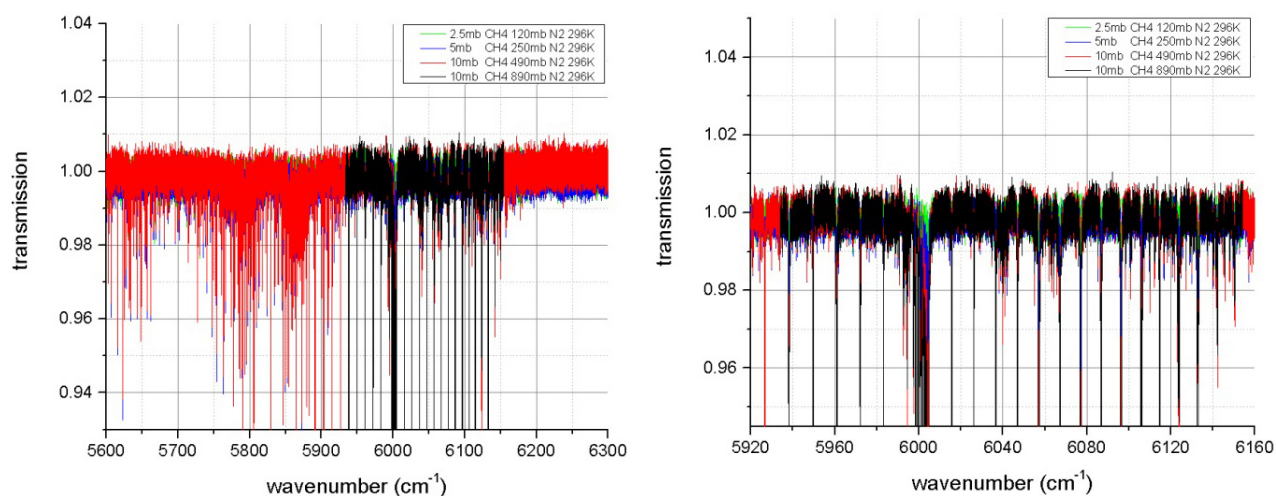 1.04
1.02
1.00
0.98
0.96
0.94
transmission
5600 5700 5800 5900 6000 6100 6200 6300
wavenumber (cm⁻¹)
2.5mb CH4 120mb N2 296K
5mb CH4 250mb N2 296K
10mb CH4 490mb N2 296K
10mb CH4 890mb N2 296K
1.04
1.02
1.00
0.98
0.96
transmission
5920 5960 6000 6040 6080 6120 6160
wavenumber (cm⁻¹)
2.5mb CH4 120mb N2 296K
5mb CH4 250mb N2 296K
10mb CH4 490mb N2 296K
10mb CH4 890mb N2 296K